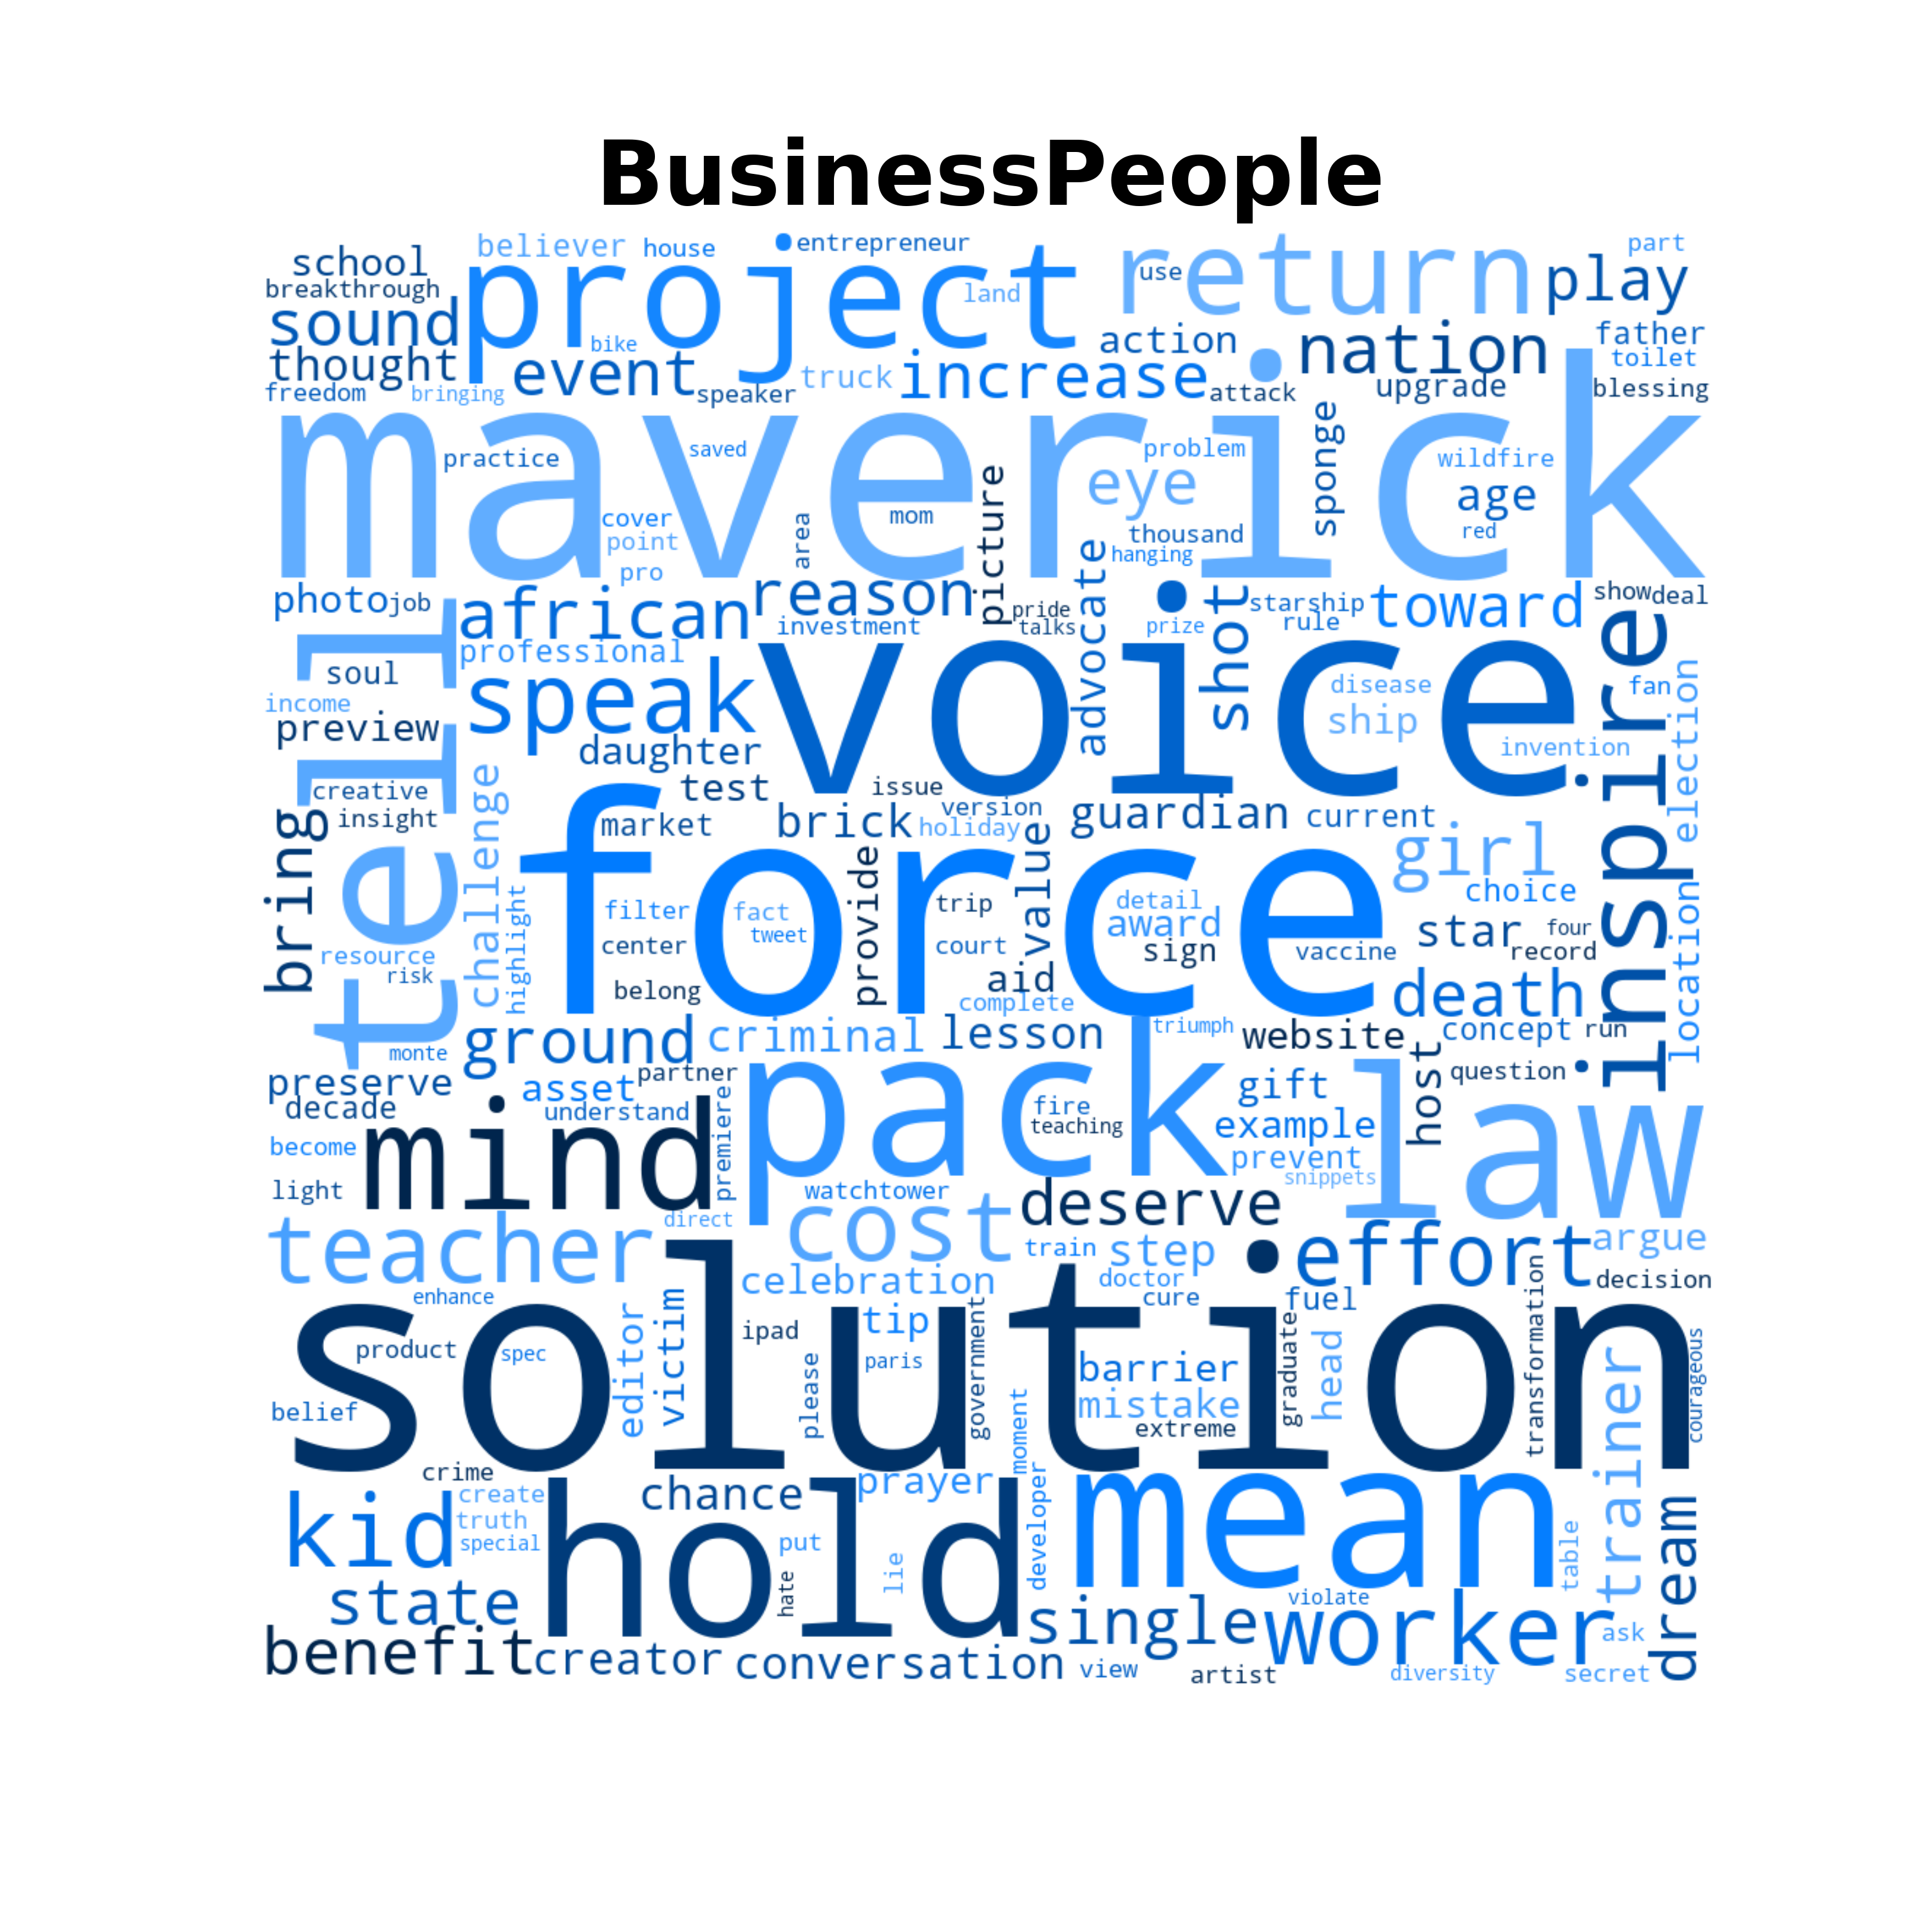 BusinessPeople
believer house entrepreneur part
school project return use play
breakthrough land
sound bike action nation father
thought event truck increase toilet
freedom bringing speaker attack upgrade blessing
maverick
practice saved problem sponge wildfire
picture eye age
cover area mom thousand red
point hanging
pro
photo job african reason pride advocate shot starship toward show deal
investment talks prize rule
tell professional voice inspire
soul speak disease fan election
income ship
preview daughter invention
challenge test issue
creative version
bring insight market brick holiday guardian current
force girl
highlight filter fact provide trip value detail choice
tweet award star four location
resource center court sign vaccine record
risk belong aid death
complete
ground criminal lesson triumph website concept run
monte
preserve asset partner pack gift host question
decade understand premiere fire law
mind teaching example
become prevent
light watchtower deserve snippets
teacher direct cost
train step effort argue
celebration doctor decision
enhance cure fuel
solution
editor victim ipad tip government graduate head transformation
product spec please paris barrier trainer courageous
belief moment mistake
extreme
crime prayer
kid create chance mean
truth hold developer dream
special put table
state hate lie violate
single worker ask
benefit creator conversation view artist diversity secret